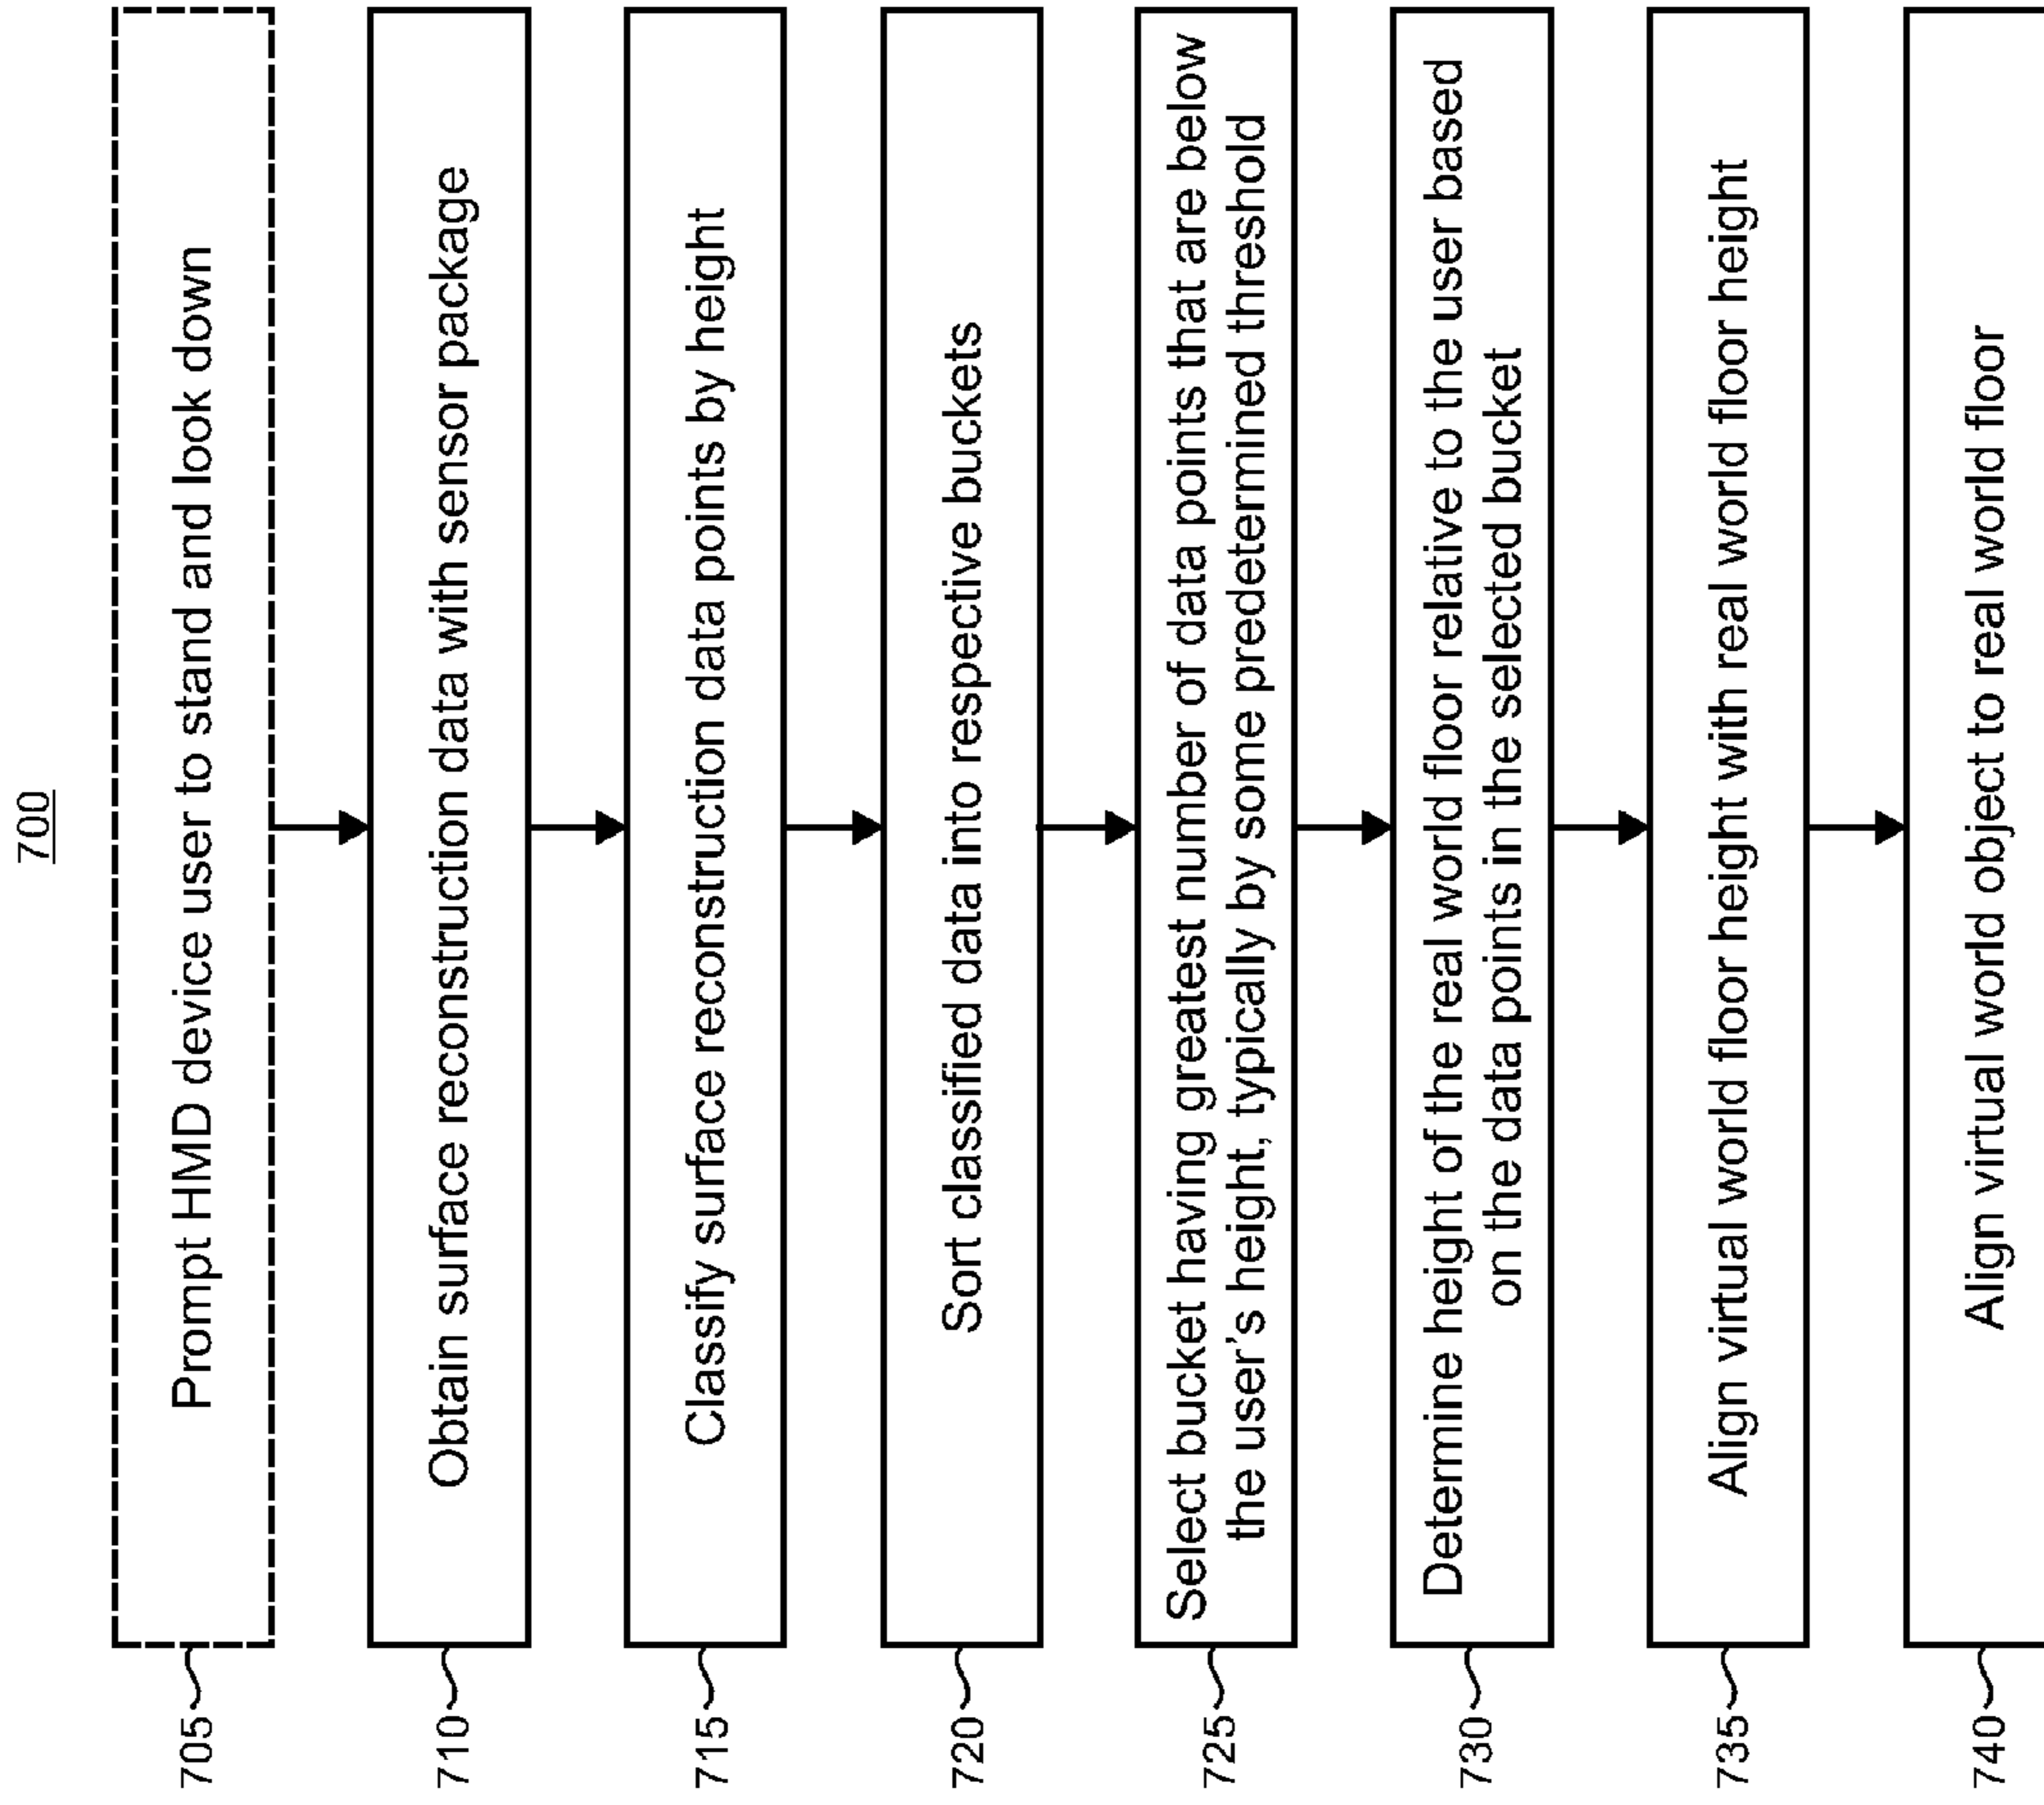 700
705
Prompt HMD device user to stand and look down
710
Obtain surface reconstruction data with sensor package
715
Classify surface reconstruction data points by height
720
Sort classified data into respective buckets
725
Select bucket having greatest number of data points that are below
the user's height, typically by some predetermined threshold
730
Determine height of the real world floor relative to the user based
on the data points in the selected bucket
735
Align virtual world floor height with real world floor height
740
Align virtual world object to real world floor